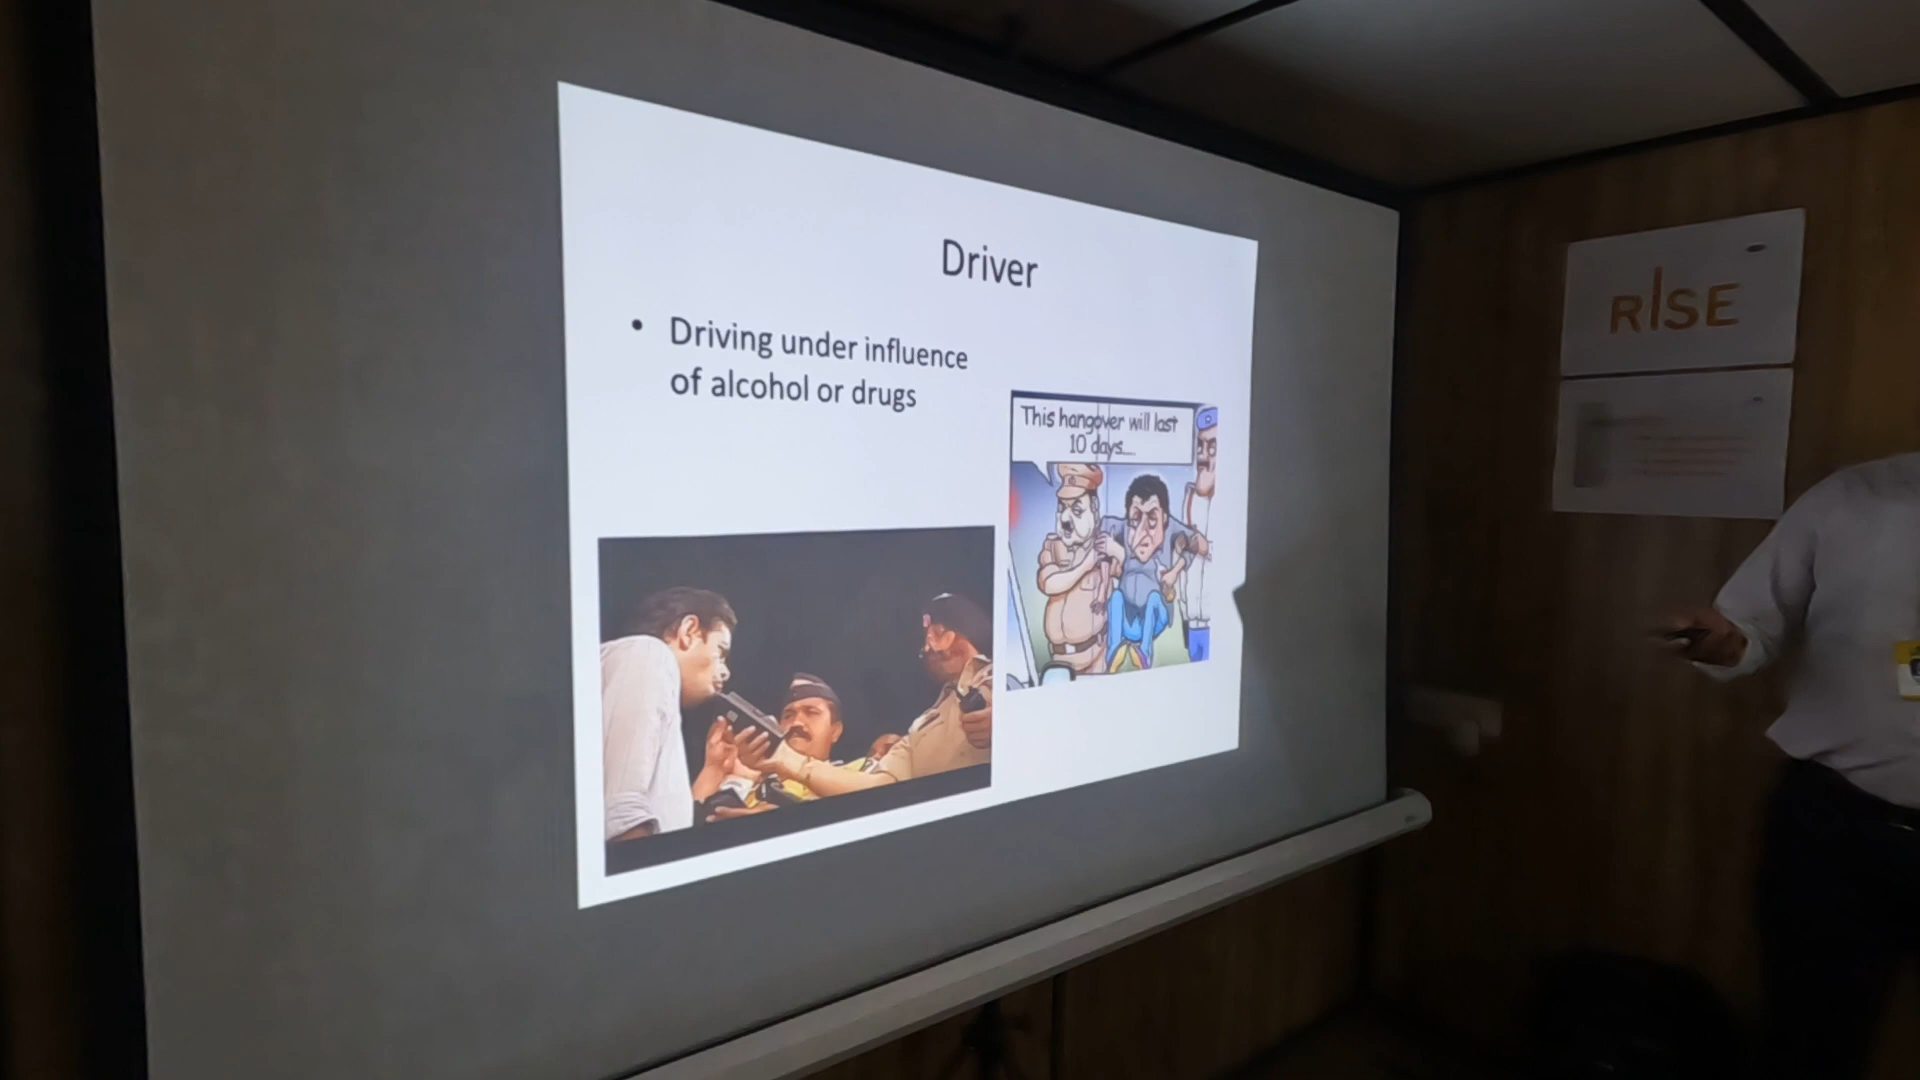 Driver
• Driving under influence
of alcohol or drugs
This hangover will last
10 days....
RISE